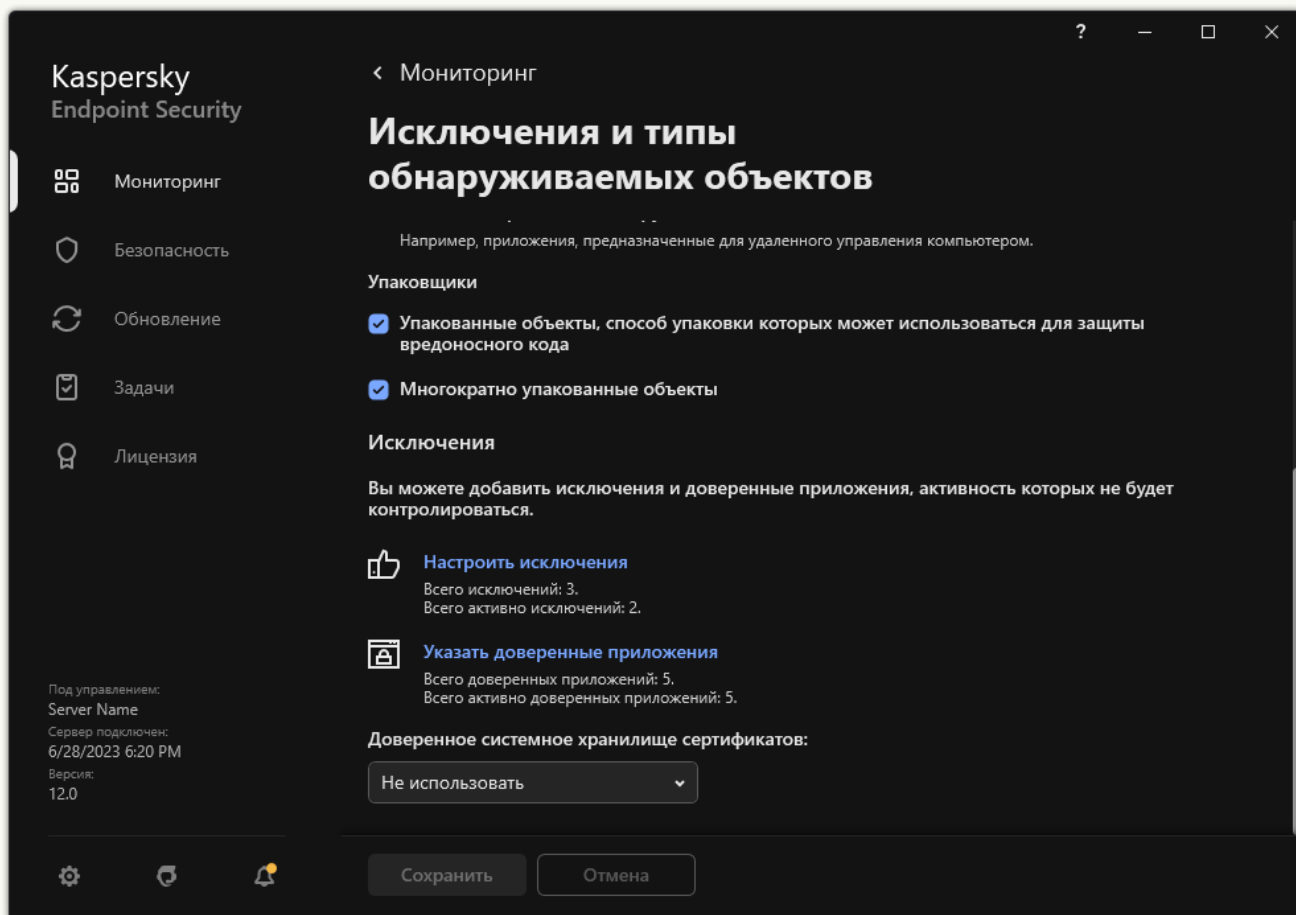 ?
Kaspersky
Endpoint Security
Мониторинг
Безопасность
Обновление
Задачи
Лицензия
Под управлением:
Server Name
Сервер подключен:
6/28/2023 6:20 PM
Версия:
12.0
Мониторинг
Исключения и типы
обнаруживаемых объектов
Например, приложения, предназначенные для удаленного управления компьютером.
Упаковщики
Упакованные объекты, способ упаковки которых может использоваться для защиты
вредоносного кода
Многократно упакованные объекты
Исключения
Вы можете добавить исключения и доверенные приложения, активность которых не будет
контролироваться.
Настроить исключения
Всего исключений: 3.
Всего активно исключений: 2.
Указать доверенные приложения
Всего доверенных приложений: 5.
Всего активно доверенных приложений: 5.
Доверенное системное хранилище сертификатов:
Не использовать
Сохранить
Отмена